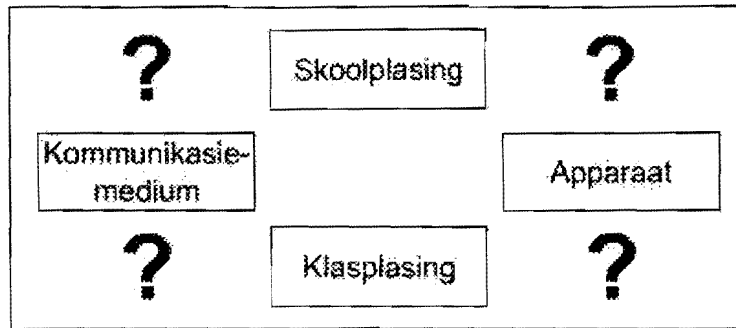 ? Skoolplasing ?
Kommunikasie-
medium
Apparaat
? Klasplasing ?